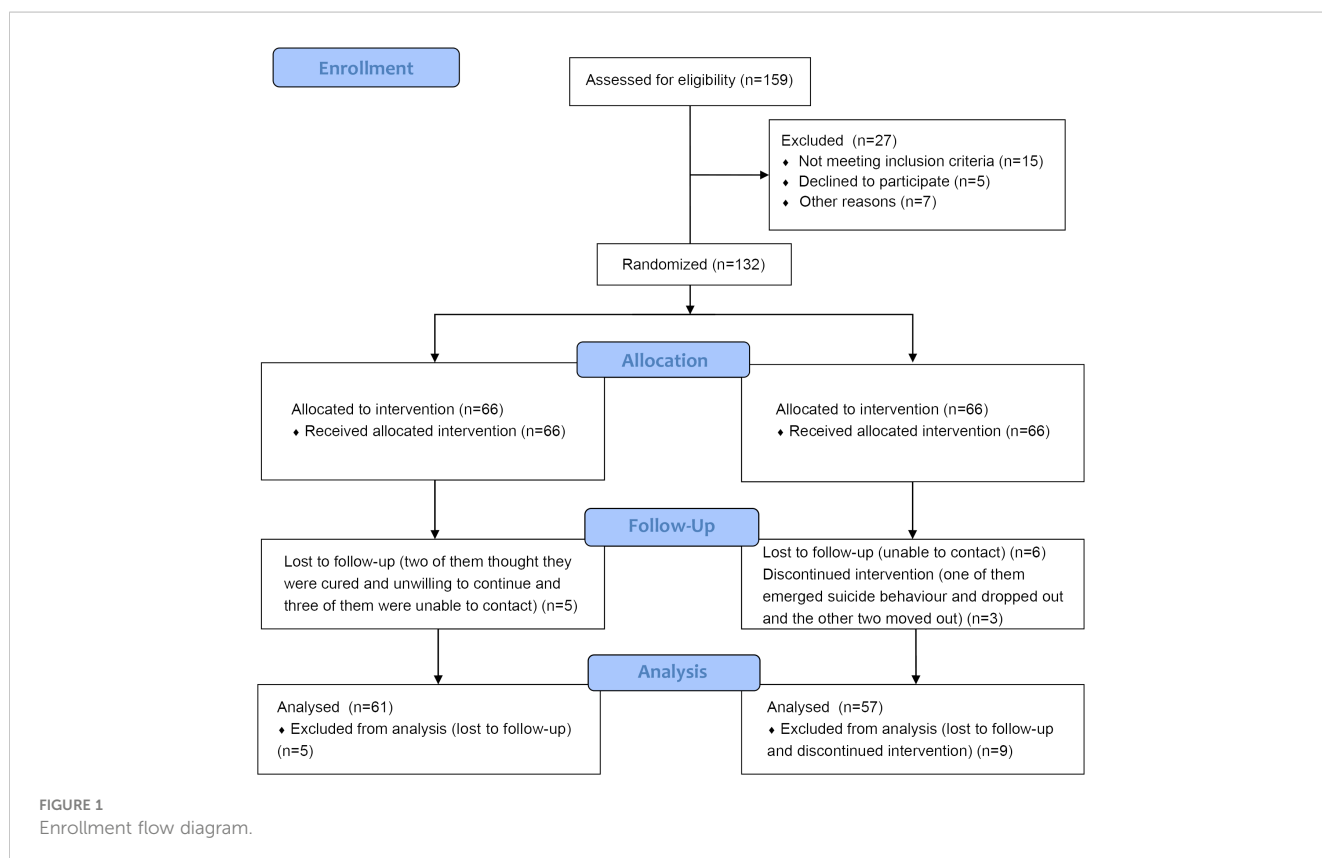 Enrollment
Assessed for eligibility (n=159)
Excluded (n=27)
♦ Not meeting inclusion criteria (n=15)
♦ Declined to participate (n=5)
♦ Other reasons (n=7)
Randomized (n=132)
Allocation
Allocated to intervention (n=66)
♦ Received allocated intervention (n=66)
Allocated to intervention (n=66)
♦ Received allocated intervention (n=66)
Follow-Up
Lost to follow-up (two of them thought they
were cured and unwilling to continue and
three of them were unable to contact) (n=5)
Lost to follow-up (unable to contact) (n=6)
Discontinued intervention (one of them
emerged suicide behaviour and dropped out
and the other two moved out) (n=3)
Analysis
Analysed (n=61)
♦ Excluded from analysis (lost to follow-up)
(n=5)
Analysed (n=57)
♦ Excluded from analysis (lost to follow-up
and discontinued intervention) (n=9)
FIGURE 1
Enrollment flow diagram.